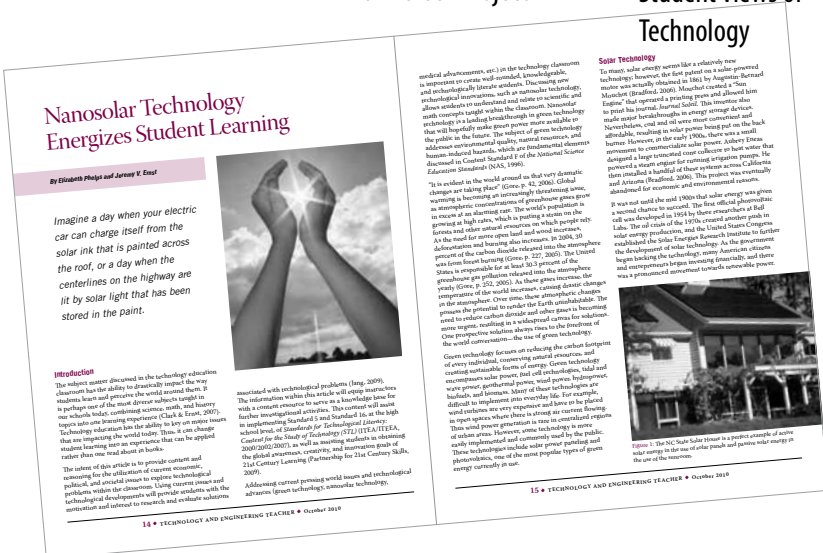 Technology
Nanosolar Technology
Energizes Student Learning
By Elizabeth Phelps and Jeremy V. Ernst
Imagine a day when your electric
car can charge itself from the
solar ink that is painted across
the roof, or a day when the
centerlines on the highway are
lit by solar light that has been
stored in the paint.
Introduction
The subject matter discussed in the technology education
classroom has the ability to drastically impact the way
students learn and perceive the world around them. It
is perhaps one of the most diverse subjects taught in
our schools today, combining science, math, and history
topics into one learning experience (Clark & Ernst, 2007).
Technology education has the ability to key on major issues
that are impacting the world today. Thus, it can change
student learning into an experience that can be applied
rather than one read about in books.
The intent of this article is to provide content and
reasoning for the utilization of current economic,
political, and societal issues to explore technological
problems within the classroom. Using current issues and
technological developments will provide students with the
motivation and interest to research and evaluate solutions
associated with technological problems (Jang, 2009).
The information within this article will equip instructors
with a content resource to serve as a knowledge base for
further investigational activities. This content will assist
in implementing Standard 5 and Standard 16, at the high
school level, of Standards for Technological Literacy:
Content for the Study of Technology (STL) (ITEA/ITEEA,
2000/2002/2007), as well as assisting students in obtaining
the global awareness, creativity, and innovation goals of
21st Century Learning (Partnership for 21st Century Skills,
2009).
Addressing current pressing world issues and technological
advances (green technology, nanosolar technology,
14 • TECHNOLOGY AND ENGINEERING TEACHER • October 2010
medical advancements, etc.) in the technology classroom
is important to create well-rounded, knowledgeable,
and technologically literate students. Discussing new
technological innovations, such as nanosolar technology,
allows students to understand and relate to scientific and
math concepts taught within the classroom. Nanosolar
technology is a leading breakthrough in green technology
that will hopefully make green power more available to
the public in the future. The subject of green technology
addresses environmental quality, natural resources, and
human-induced hazards, which are fundamental elements
discussed in Content Standard F of the National Science
Education Standards (NAS, 1996).
"It is evident in the world around us that very dramatic
changes are taking place" (Gore, p. 42, 2006). Global
warming is becoming an increasingly threatening issue,
as atmospheric concentrations of greenhouse gases grow
in excess at an alarming rate. The world's population is
growing at high rates, which is putting a strain on the
forests and other natural resources on which people rely.
As the need for more open land and wood increases,
deforestation and burning also increases. In 2004, 30
percent of the carbon dioxide released into the atmosphere
was from forest burning (Gore, p. 227, 2005). The United
States is responsible for at least 30.3 percent of the
greenhouse gas pollution released into the atmosphere
yearly (Gore, p. 252, 2005). As these gases increase, the
temperature of the world increases, causing drastic changes
in the atmosphere. Over time, these atmospheric changes
possess the potential to render the Earth uninhabitable. The
need to reduce carbon dioxide and other gases is becoming
more urgent, resulting in a widespread canvas for solutions.
One prospective solution always rises to the forefront of
the world conversation—the use of green technology.
Green technology focuses on reducing the carbon footprint
of every individual, conserving natural resources, and
creating sustainable forms of energy. Green technology
encompasses solar power, fuel cell technologies, tidal and
wave power, geothermal power, wind power, hydropower,
biofuels, and biomass. Many of these technologies are
difficult to implement into everyday life. For example,
wind turbines are very expensive and have to be placed
in open spaces where there is strong air current flowing.
Thus wind power generation is rare in centralized regions
of urban areas. However, some technology is more
easily implemented and commonly used by the public.
These technologies include solar power paneling and
photovoltaics, one of the most popular types of green
energy currently in use.
Solar Technology
To many, solar energy seems like a relatively new
technology; however, the first patent on a solar-powered
motor was actually obtained in 1861 by Augustin-Bernard
Mouchot (Bradford, 2006). Mouchot created a "Sun
Engine" that operated a printing press and allowed him
to print his journal, Journal Soleil. This inventor also
made major breakthroughs in energy storage devices.
Nevertheless, coal and oil were more convenient and
affordable, resulting in solar power being put on the back
burner. However, in the early 1900s, there was a small
movement to commercialize solar power. Aubrey Eneas
designed a large truncated cone collector to heat water that
powered a steam engine for running irrigation pumps. He
then installed a handful of these systems across California
and Arizona (Bradford, 2006). This project was eventually
abandoned for economic and environmental reasons.
It was not until the mid 1900s that solar energy was given
a second chance to succeed. The first official photovoltaic
cell was developed in 1954 by three researchers at Bell
Labs. The oil crisis of the 1970s created another push in
solar energy production, and the United States Congress
established the Solar Energies Research Institute to further
the development of solar technology. As the government
began backing the technology, many American citizens
and entrepreneurs began investing financially, and there
was a pronounced movement towards renewable power.
Figure 1: The NC State Solar House is a perfect example of active
solar energy in the use of solar panels and passive solar energy in
the use of the sunroom.
15 • TECHNOLOGY AND ENGINEERING TEACHER • October 2010